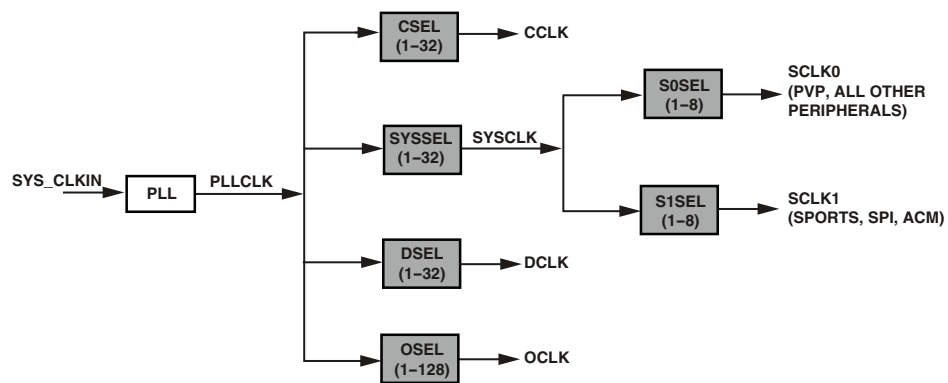 SYS_CLKIN
PLL
PLLCLK
CSEL
(1–32)
CCLK
SYSSEL
(1–32)
SYSCLK
S0SEL
(1–8)
SCLK0
(PVP, ALL OTHER
PERIPHERALS)
S1SEL
(1–8)
SCLK1
(SPORTS, SPI, ACM)
DSEL
(1–32)
DCLK
OSEL
(1–128)
OCLK